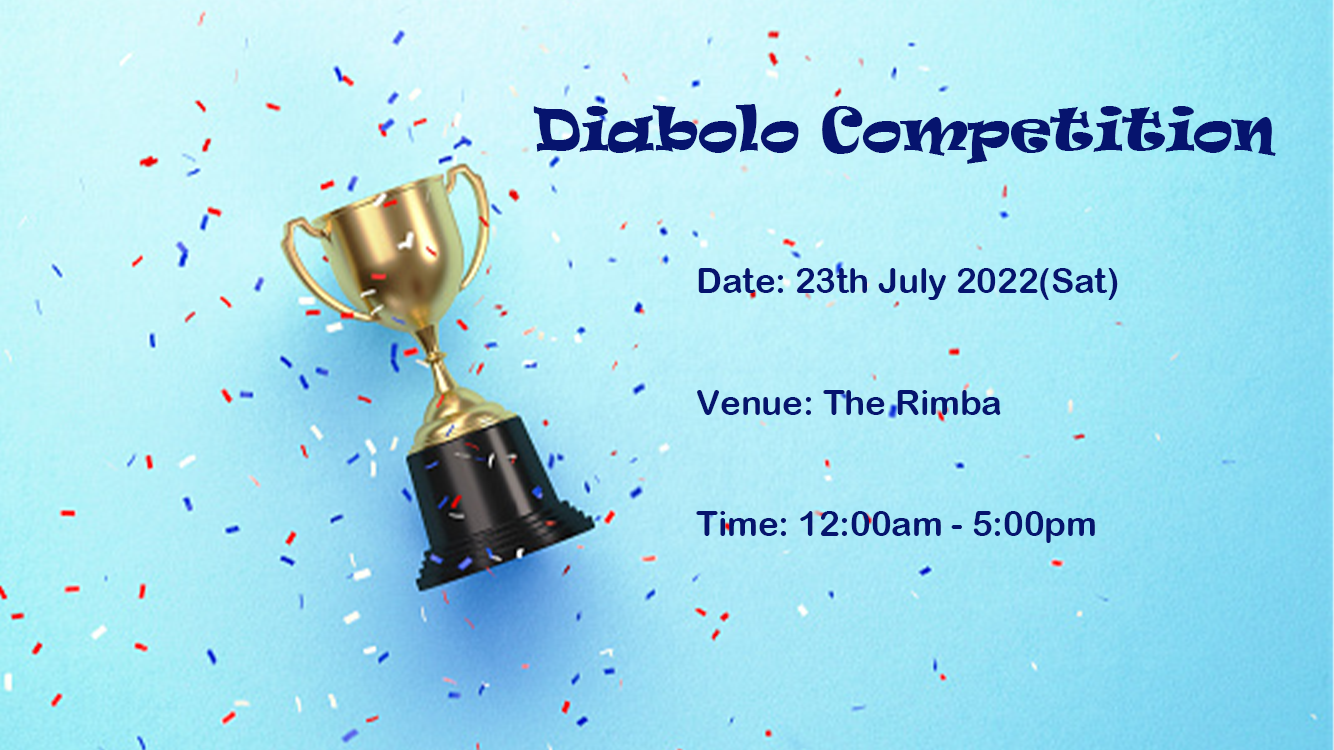 Diabolo Competition
Date: 23th July 2022(Sat)
Venue: The Rimba
Time: 12:00am - 5:00pm